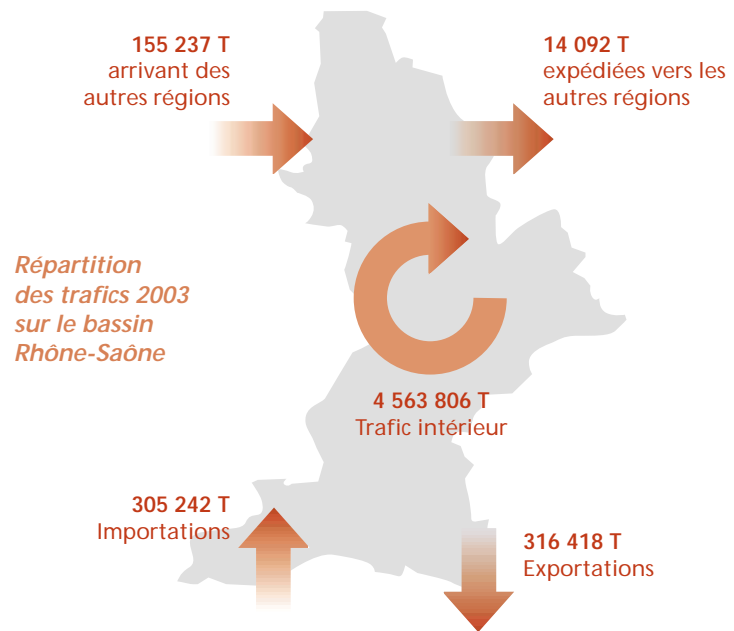 155 237 T
arrivant des
autres régions
14 092 T
expédiées vers les
autres régions
Répartition
des trafics 2003
sur le bassin
Rhône-Saône
4 563 806 T
Trafic intérieur
305 242 T
Importations
316 418 T
Exportations